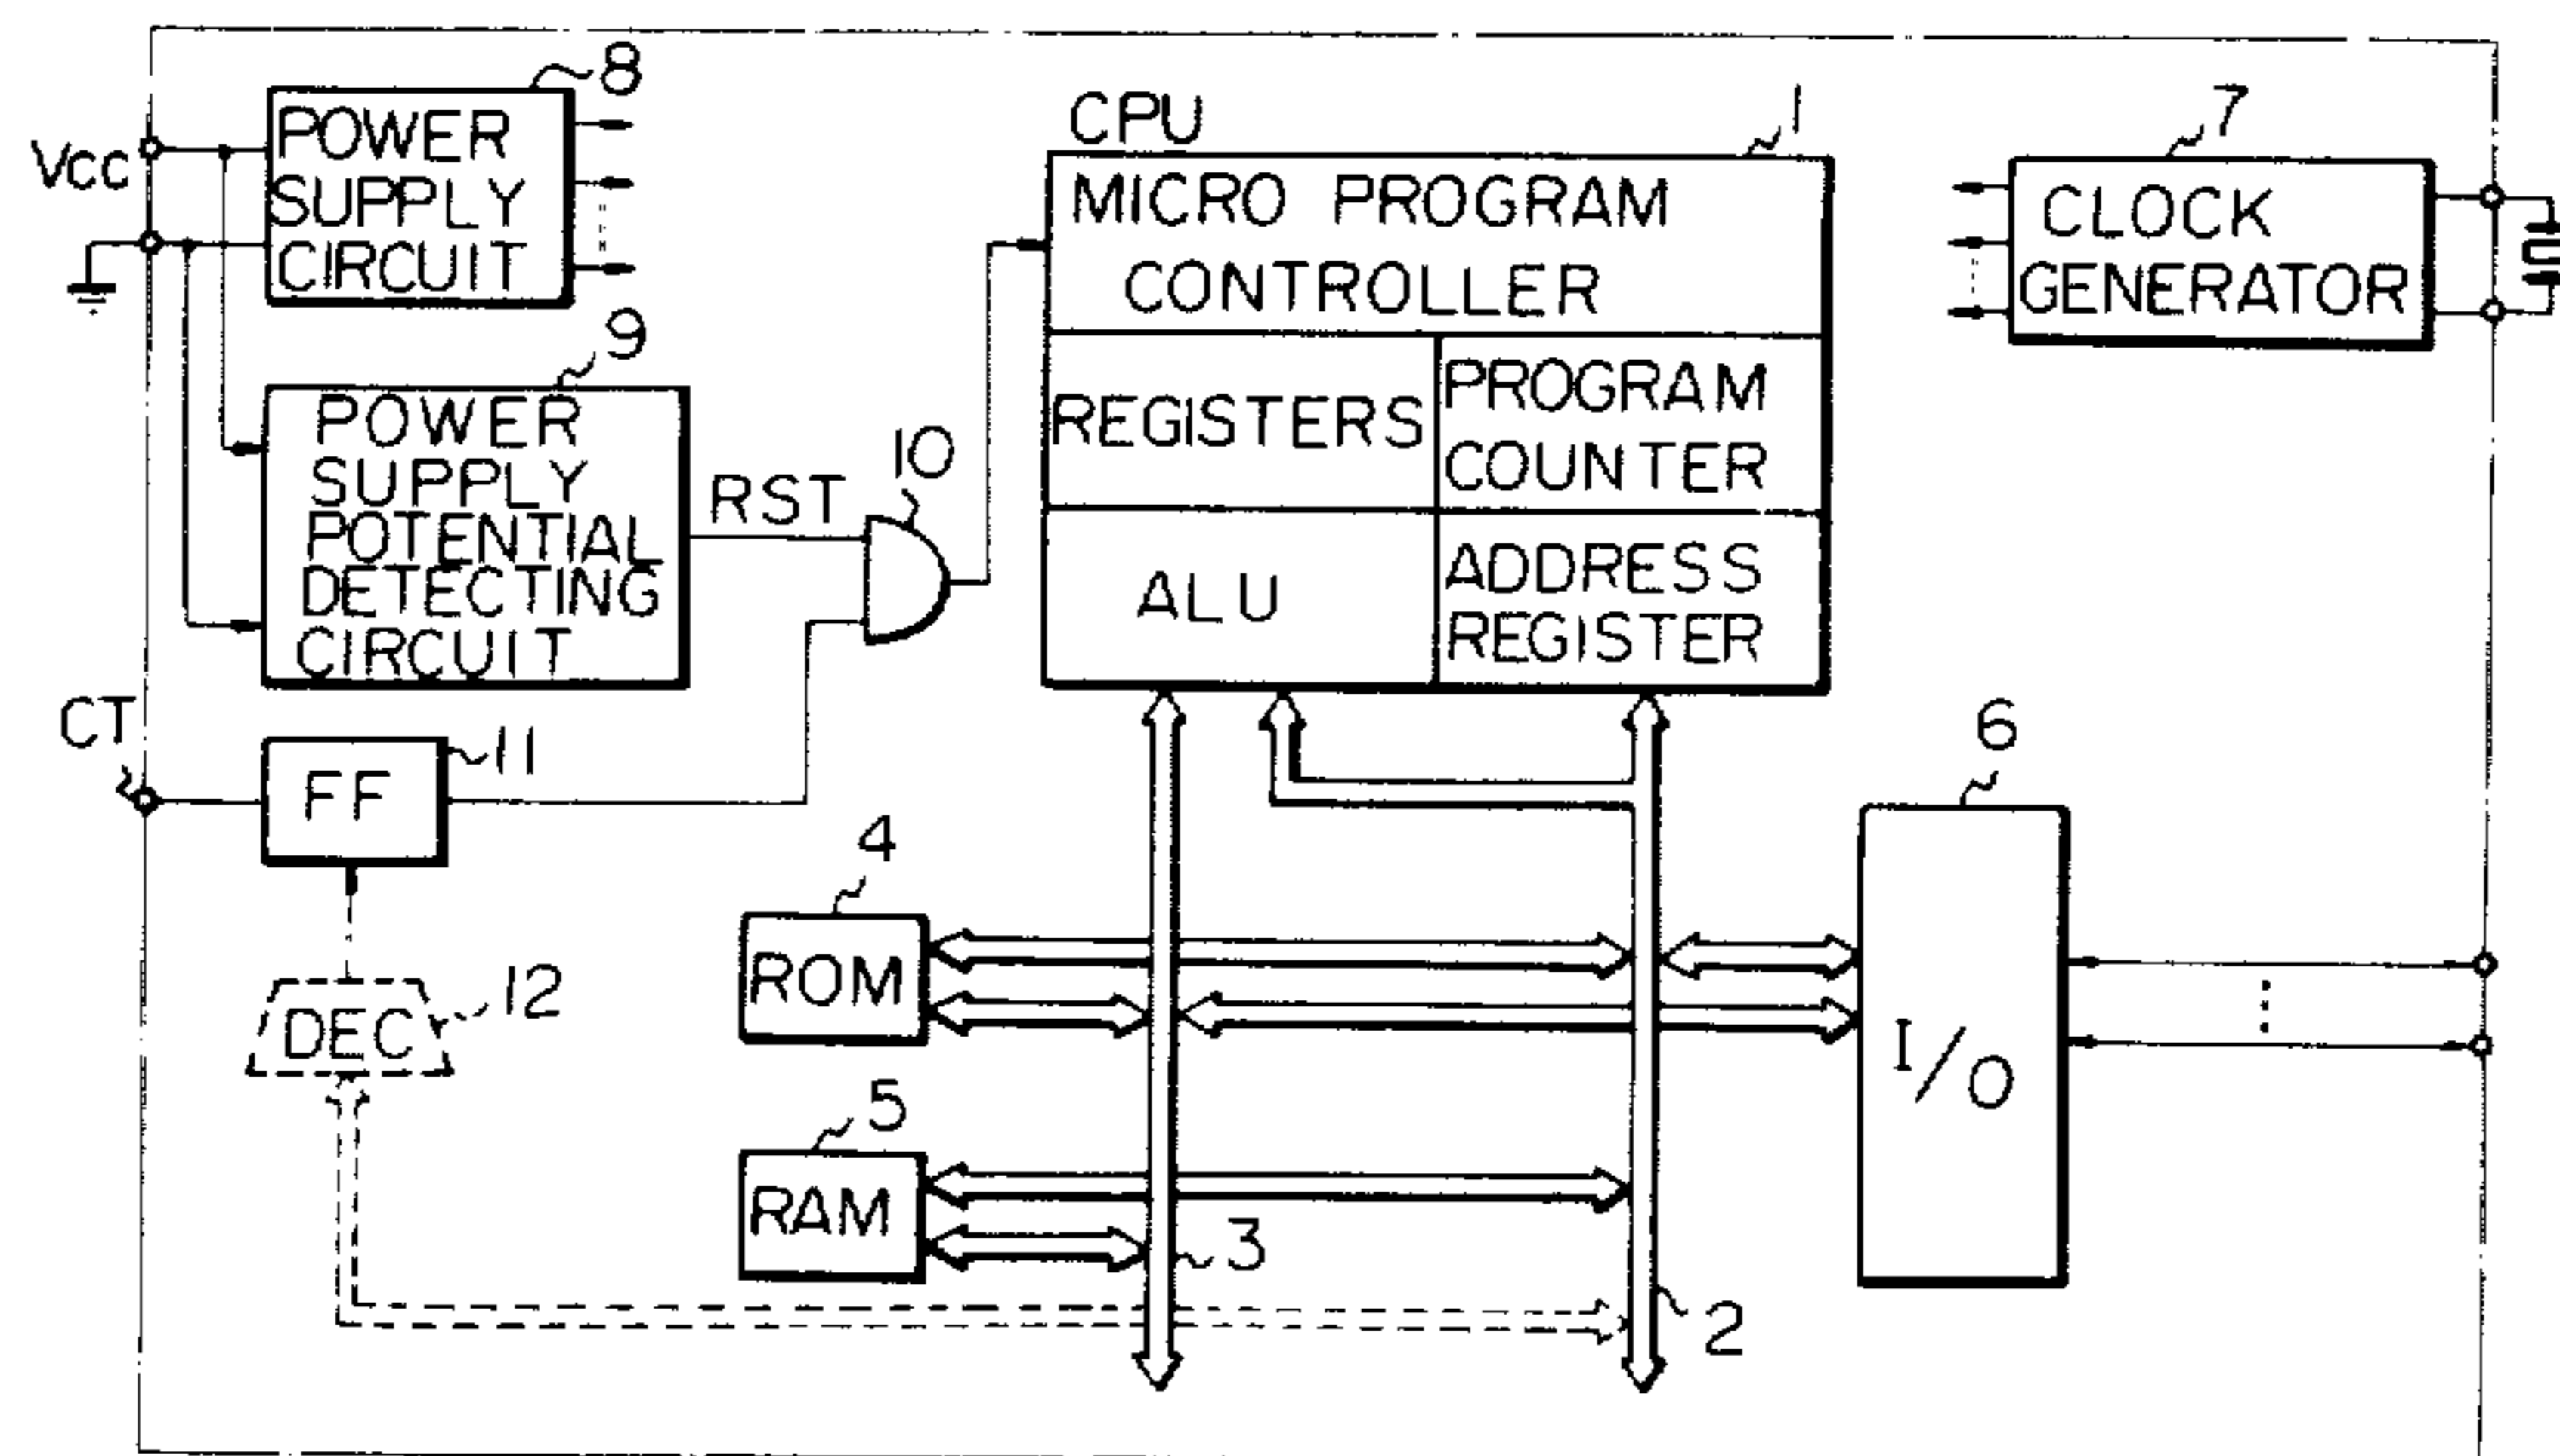 8
Vcc
POWER
SUPPLY
CIRCUIT
9
POWER
SUPPLY
POTENTIAL
DETECTING
CIRCUIT
RST
10
CT
FF
11
DEC
12
CPU
1
MICRO PROGRAM
CONTROLLER
REGISTERS
PROGRAM
COUNTER
ALU
ADDRESS
REGISTER
7
CLOCK
GENERATOR
4
ROM
5
RAM
3
2
6
I/O